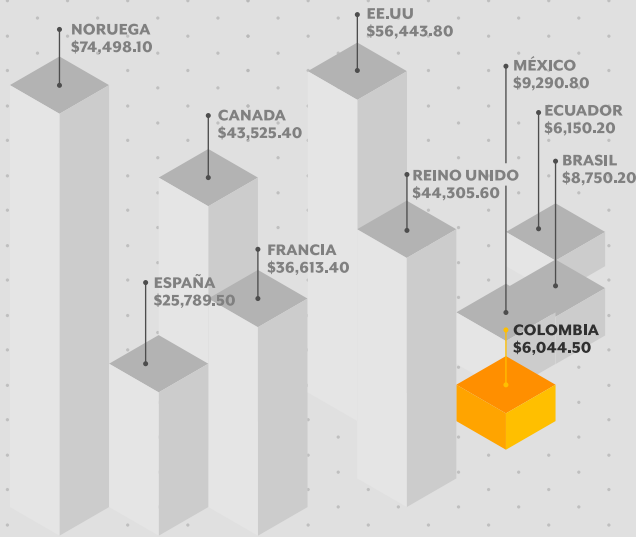 NORUEGA
$74,498.10
EE.UU
$56,443.80
MÉXICO
$9,290.80
CANADA
$43,525.40
ECUADOR
$6,150.20
BRASIL
$8,750.20
REINO UNIDO
$44,305.60
FRANCIA
$36,613.40
ESPAÑA
$25,789.50
COLOMBIA
$6,044.50